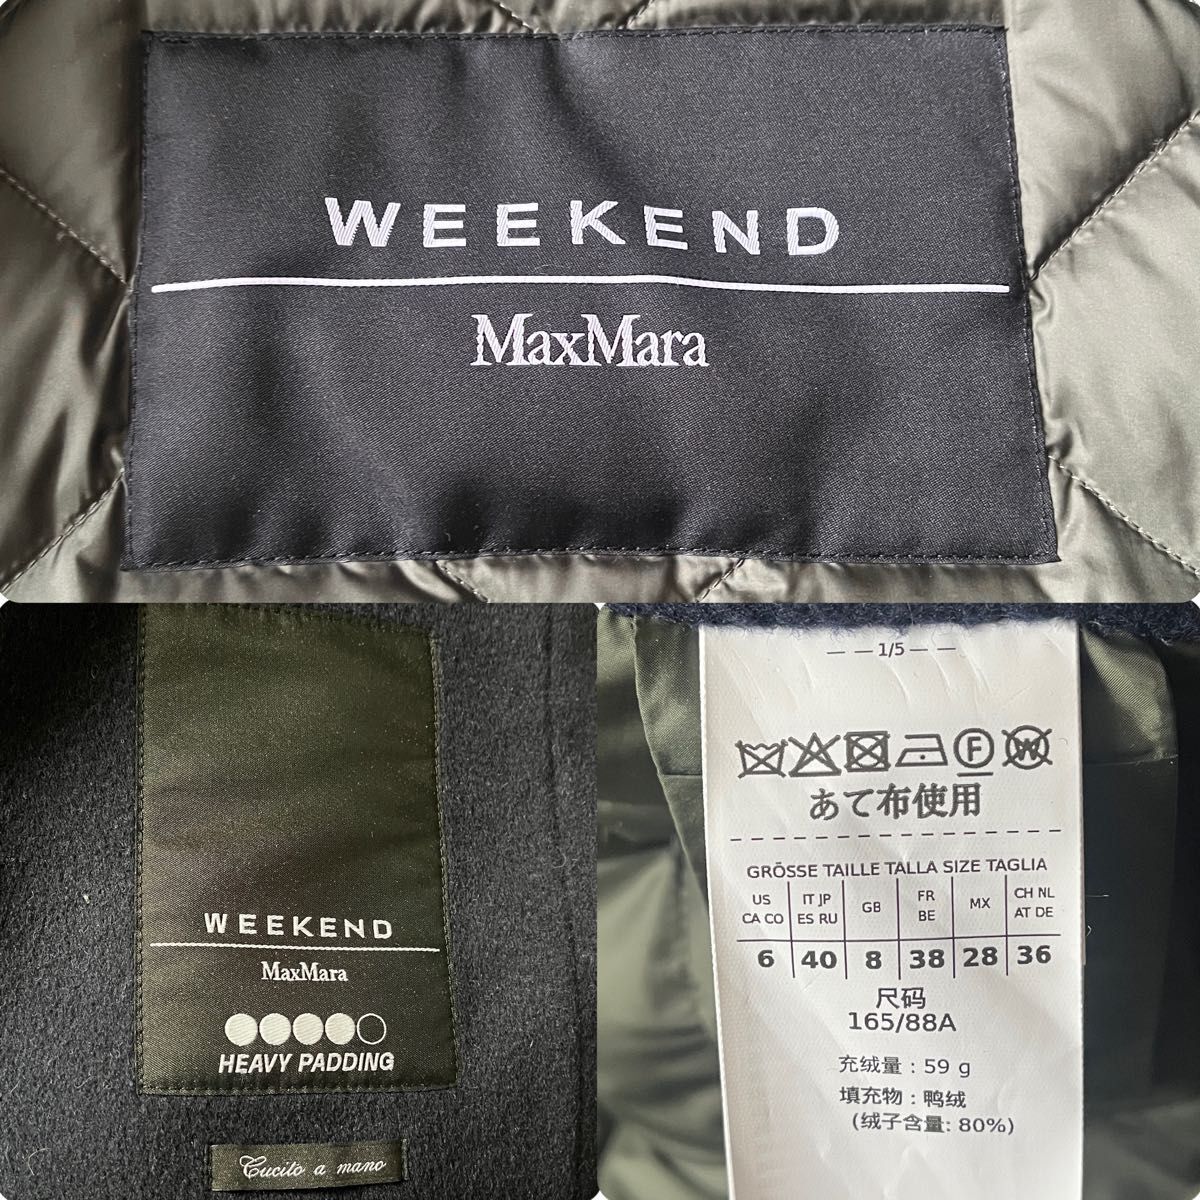 WEEKEND
MaxMara
WEEKEND
MaxMara
HEAVY PADDING
Cucito a mano
— — 1/5 — —
F W
あて布使用
GRÖSSE TAILLE TALLA SIZE TAGLIA
US CA CO IT JP ES RU GB FR BE MX CH NL AT DE
6 40 8 38 28 36
尺码
165/88A
充绒量：59 g
填充物：鸭绒
(绒子含量: 80%)